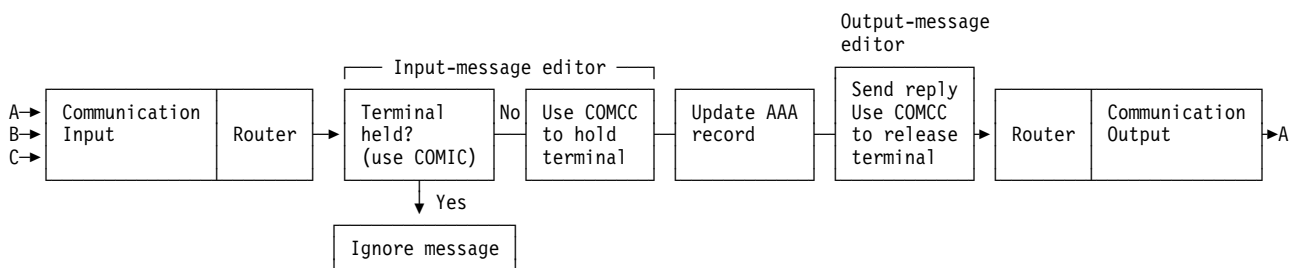 Output-message
editor
Input-message editor
A
B
C
Communication
Input
Router
Terminal
held?
(use COMIC)
No
Use COMCC
to hold
terminal
Update AAA
record
Send reply
Use COMCC
to release
terminal
Router
Communication
Output
A
Yes
Ignore message